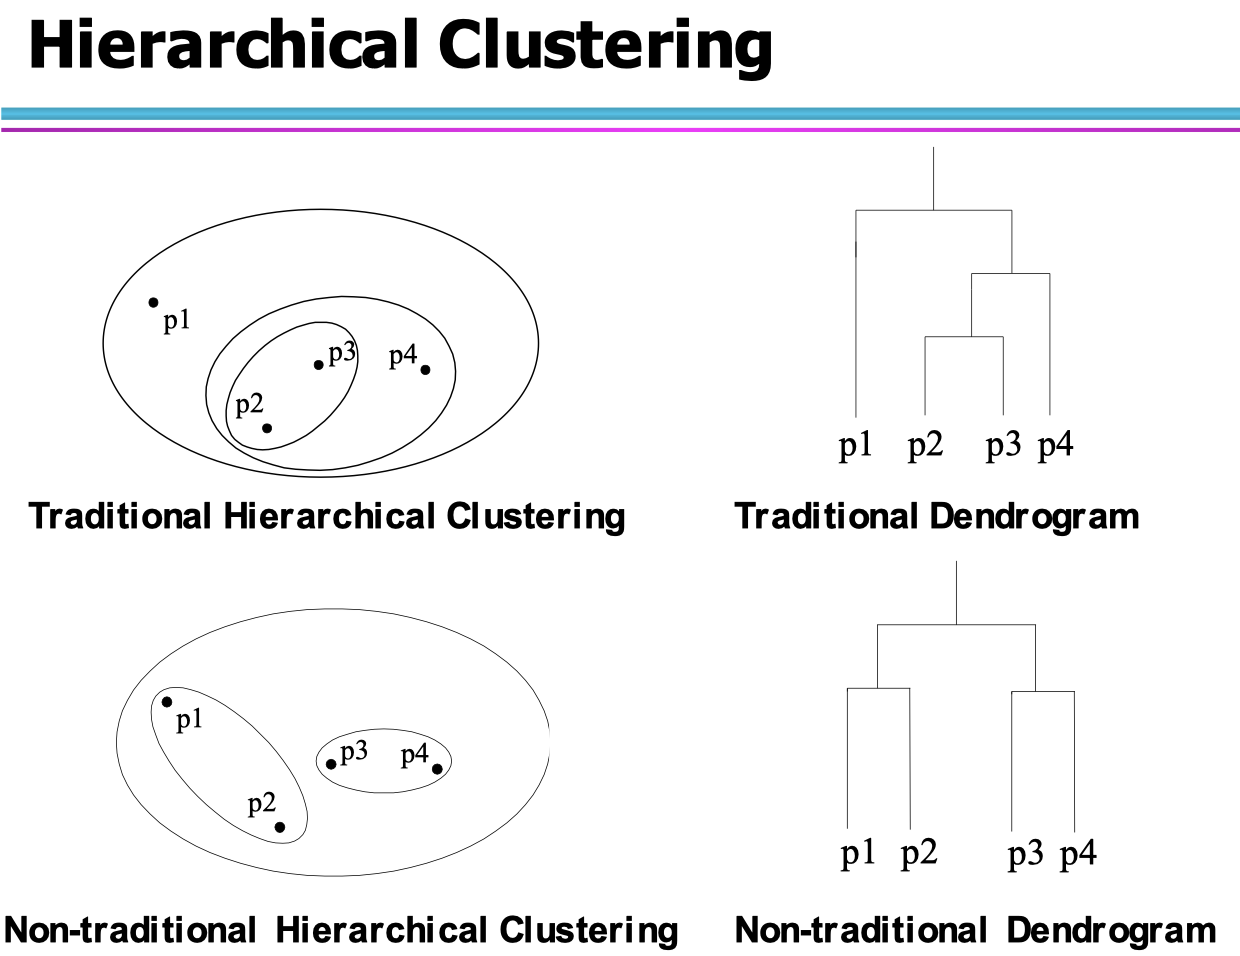 Hierarchical Clustering
p1
p3
p4
p2
p1 p2 p3 p4
Traditional Hierarchical Clustering
Traditional Dendrogram
p1
p3
p4
p2
p1 p2 p3 p4
Non-traditional Hierarchical Clustering
Non-traditional Dendrogram